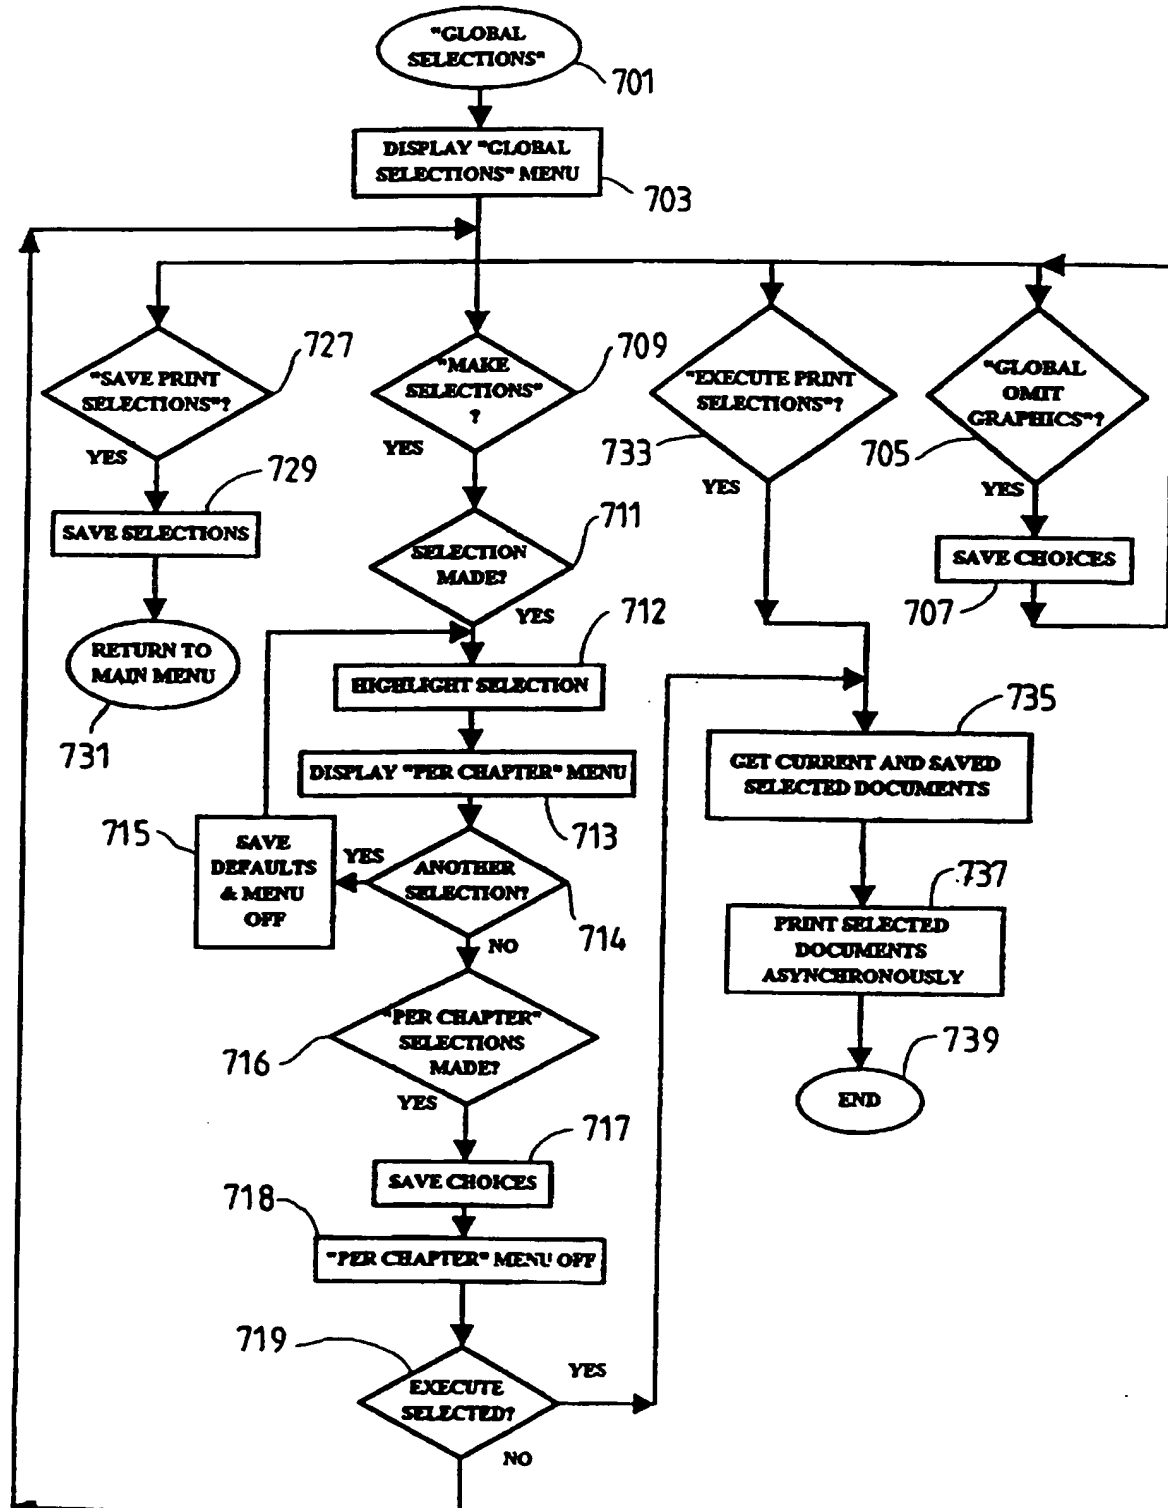 "GLOBAL
SELECTIONS"
701
DISPLAY "GLOBAL
SELECTIONS" MENU
703
"SAVE PRINT
SELECTIONS"?
727
YES
729
SAVE SELECTIONS
RETURN TO
MAIN MENU
731
"MAKE
SELECTIONS"
?
709
YES
711
SELECTION
MADE?
YES
712
HIGHLIGHT SELECTION
DISPLAY "PER CHAPTER" MENU
713
715
SAVE
DEFAULTS
& MENU
OFF
YES
ANOTHER
SELECTION?
714
NO
"PER CHAPTER"
SELECTIONS
MADE?
716
YES
717
SAVE CHOICES
718
"PER CHAPTER" MENU OFF
719
EXECUTE
SELECTED?
YES
NO
"EXECUTE PRINT
SELECTIONS"?
733
YES
735
GET CURRENT AND SAVED
SELECTED DOCUMENTS
737
PRINT SELECTED
DOCUMENTS
ASYNCHRONOUSLY
739
END
"GLOBAL
OMIT
GRAPHICS"?
705
YES
SAVE CHOICES
707